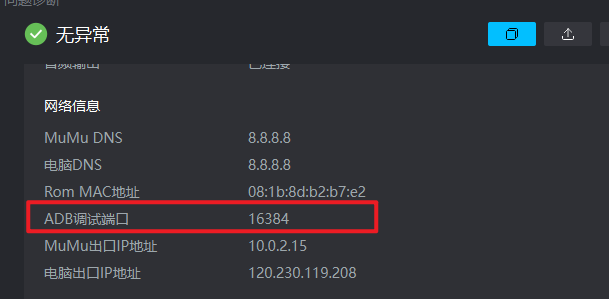 问题诊断
无异常
音频输出 已连接
网络信息
MuMu DNS 8.8.8.8
电脑DNS 8.8.8.8
Rom MAC地址 08:1b:8d:b2:b7:e2
ADB调试端口 16384
MuMu出口IP地址 10.0.2.15
电脑出口IP地址 120.230.119.208